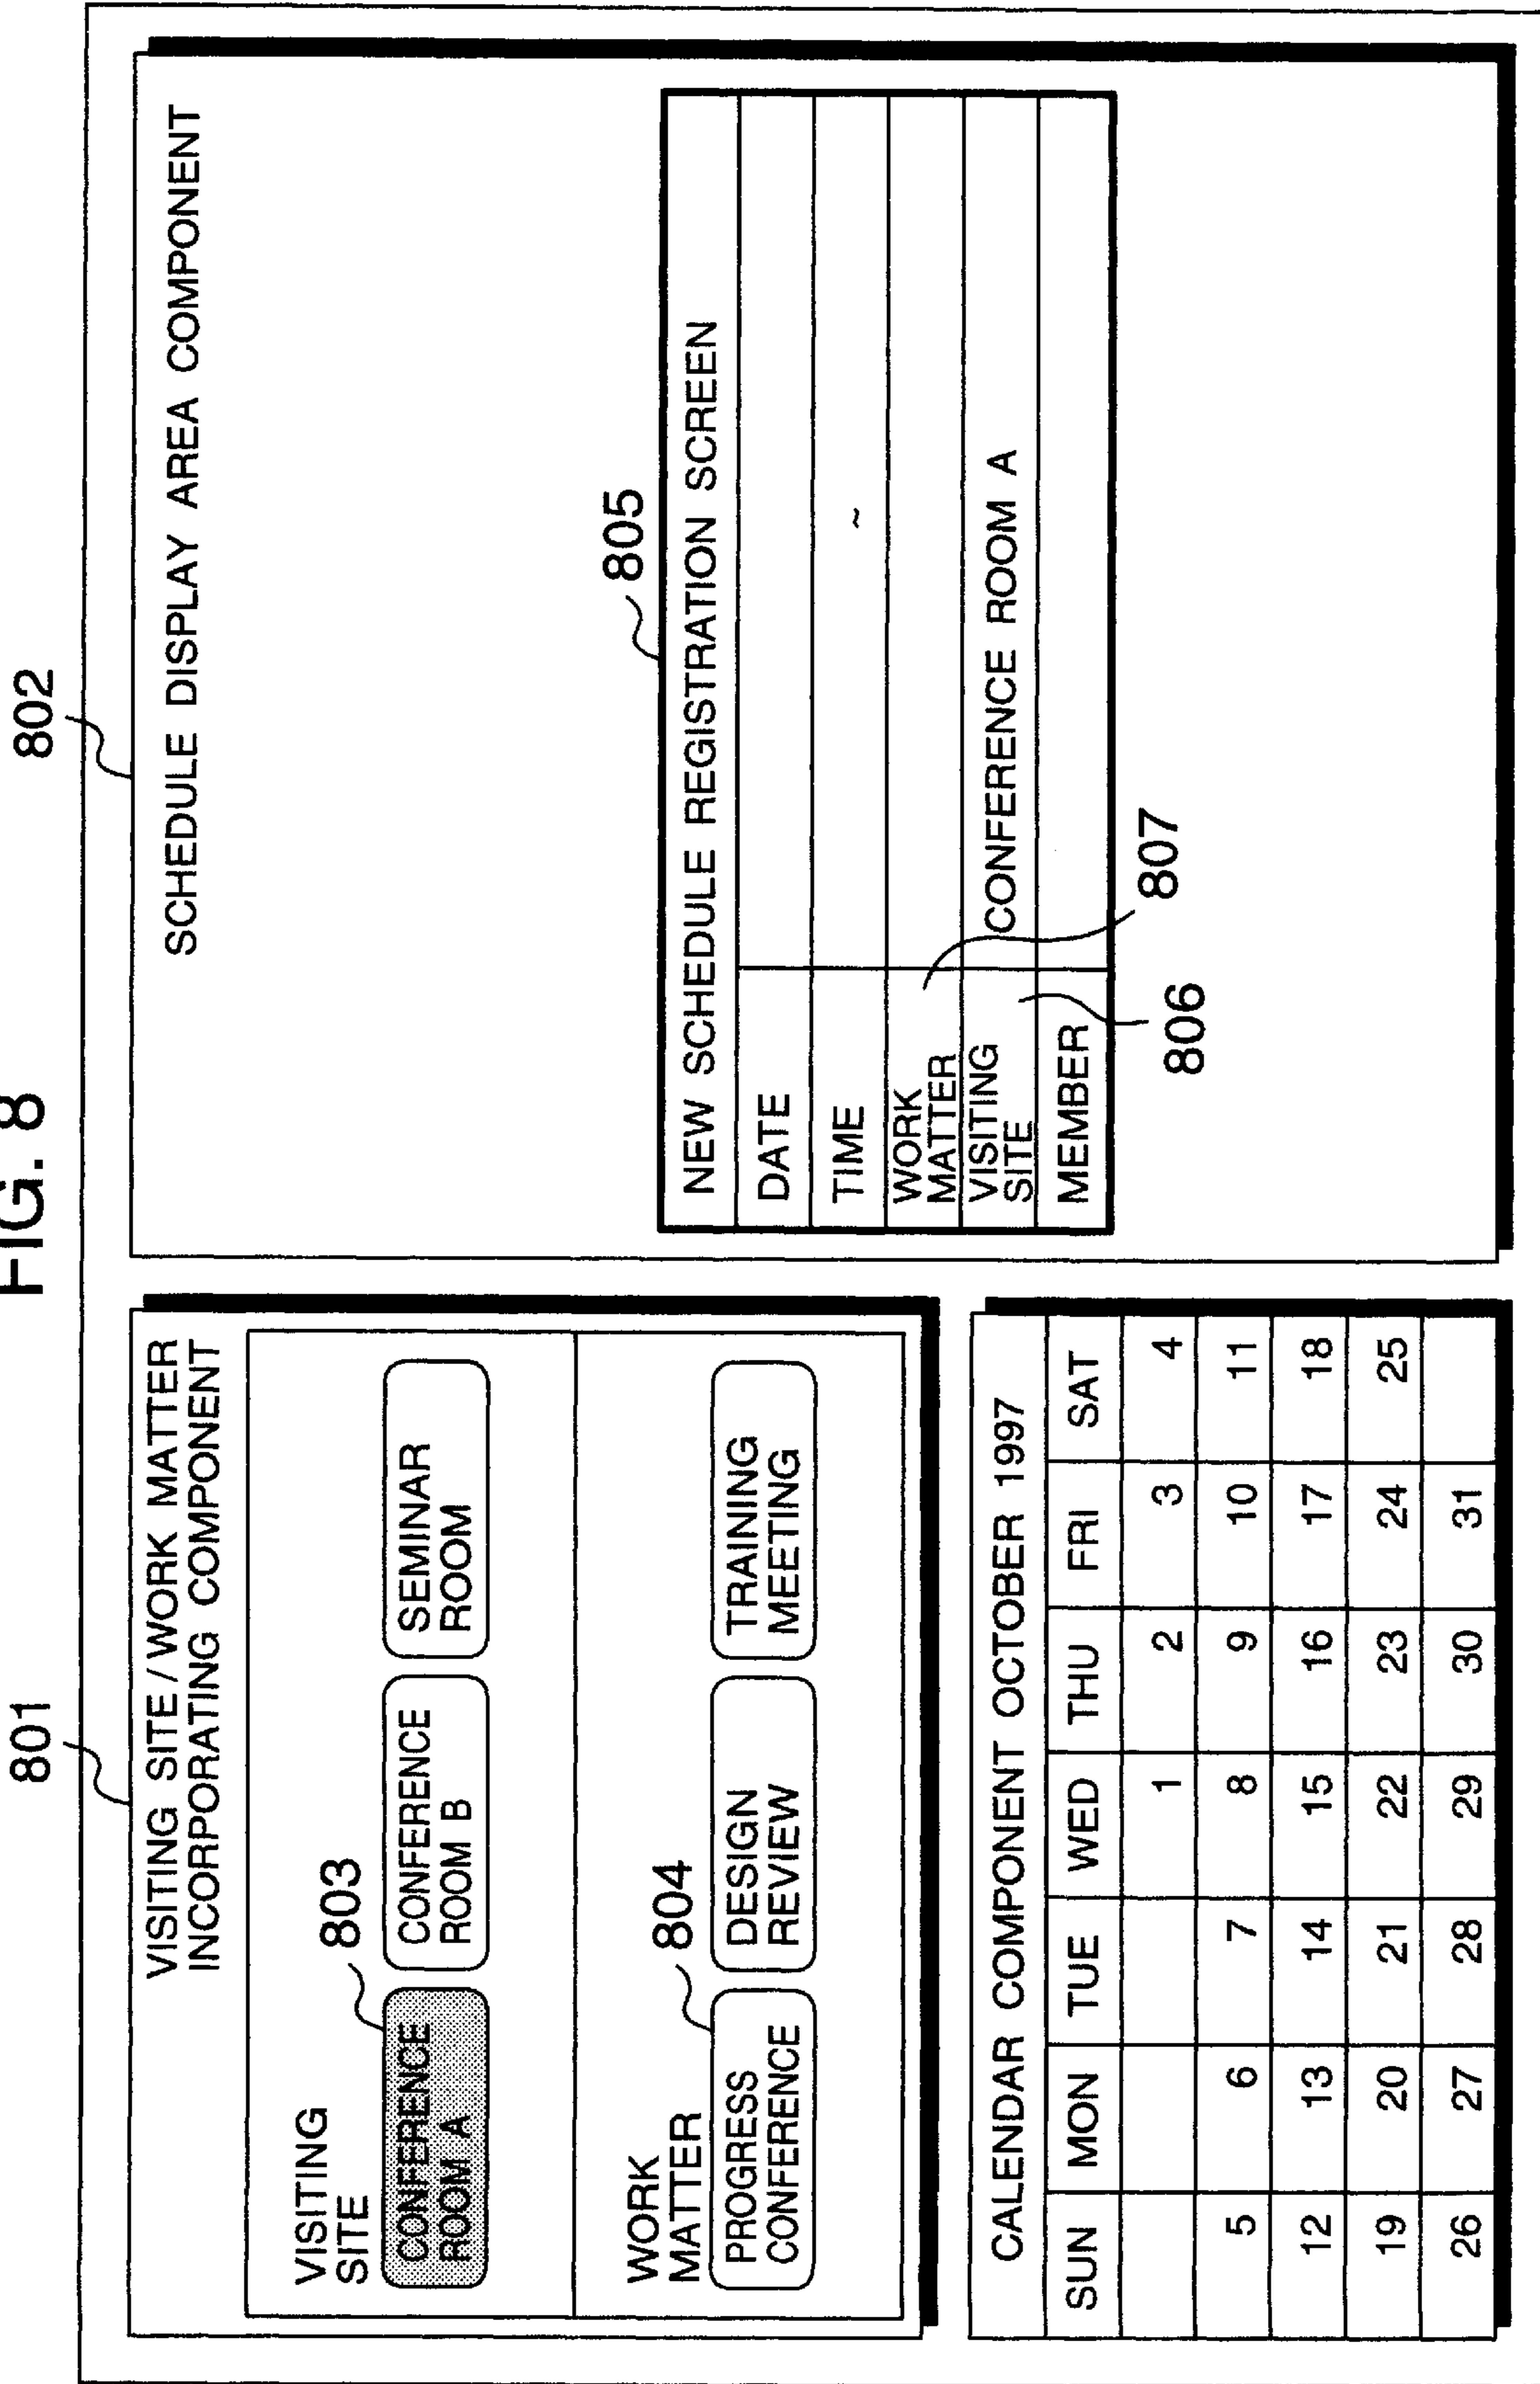 FIG. 8
801
802
VISITING SITE / WORK MATTER
INCORPORATING COMPONENT
VISITING
SITE
803
CONFERENCE
ROOM A
CONFERENCE
ROOM B
SEMINAR
ROOM
WORK
MATTER
804
PROGRESS
CONFERENCE
DESIGN
REVIEW
TRAINING
MEETING
CALENDAR COMPONENT OCTOBER 1997
SUN MON TUE WED THU FRI SAT
1 2 3 4
5 6 7 8 9 10 11
12 13 14 15 16 17 18
19 20 21 22 23 24 25
26 27 28 29 30 31
SCHEDULE DISPLAY AREA COMPONENT
805
NEW SCHEDULE REGISTRATION SCREEN
DATE
TIME ~
WORK
MATTER
VISITING
SITE
CONFERENCE ROOM A
MEMBER
807
806